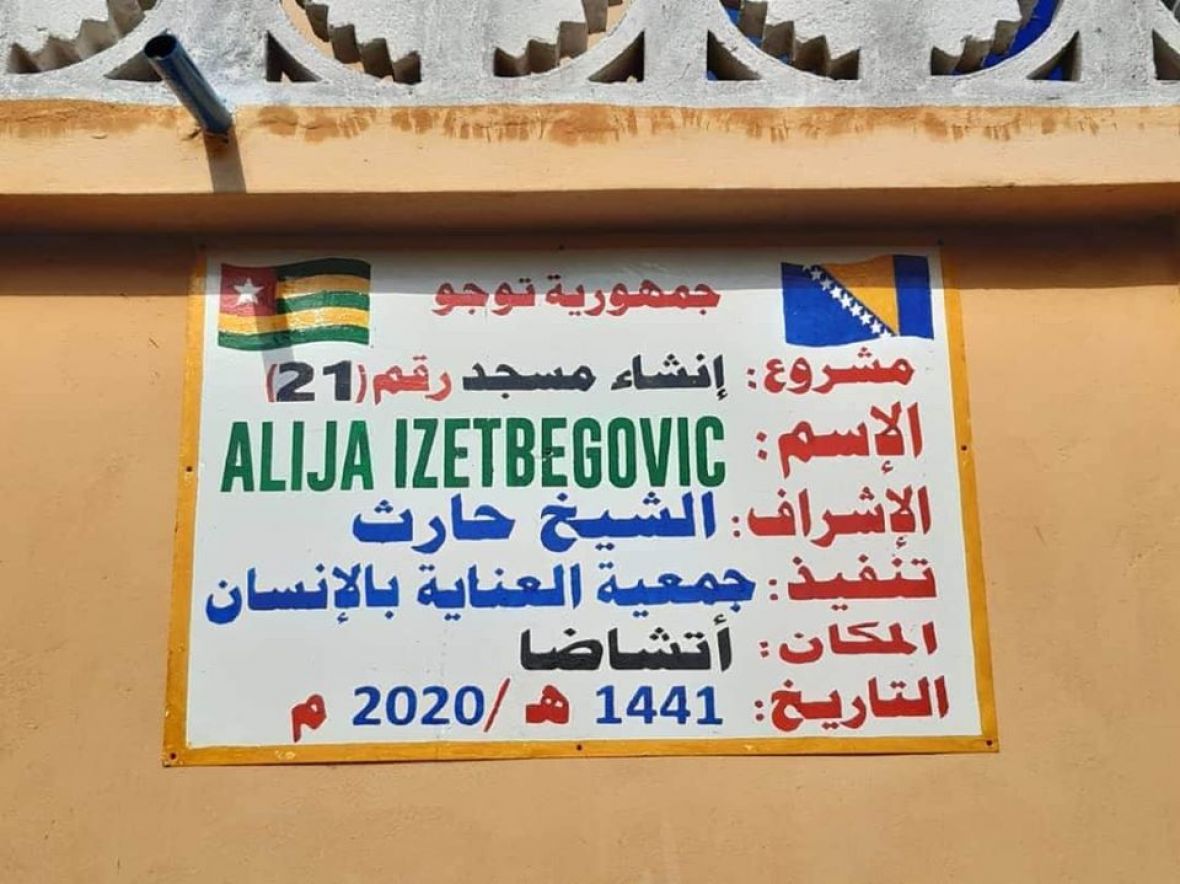 جمهورية توجو
مشروع: إنشاء مسجد رقم (21)
الإسم: ALIJA IZETBEGOVIC
الإشراف: الشيخ حارث
تنفيذ: جمعية العناية بالإنسان
المكان: أتشاضا
التاريخ: 1441 هـ/2020 م